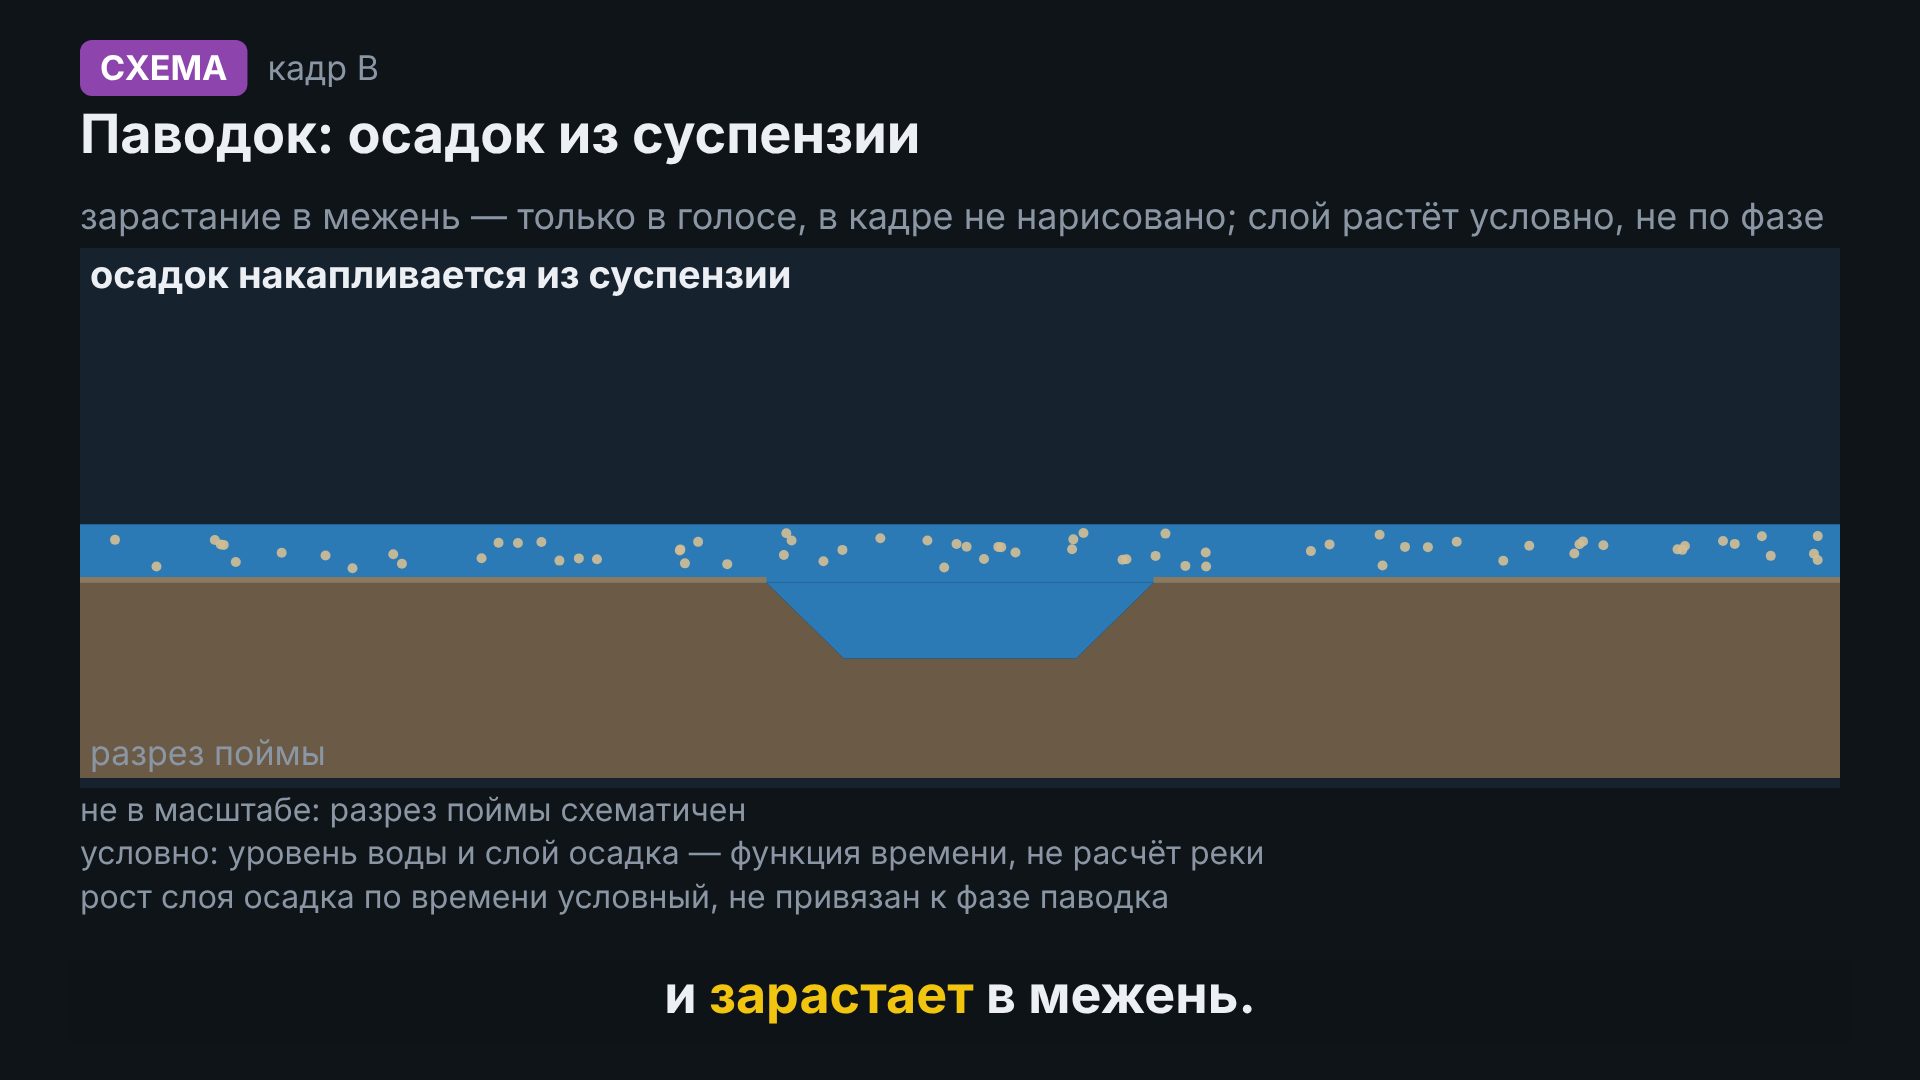 СХЕМА кадр B
Паводок: осадок из суспензии
зарастание в межень — только в голосе, в кадре не нарисовано; слой растёт условно, не по фазе
осадок накапливается из суспензии
разрез поймы
не в масштабе: разрез поймы схематичен
условно: уровень воды и слой осадка — функция времени, не расчёт реки
рост слоя осадка по времени условный, не привязан к фазе паводка
и зарастает в межень.